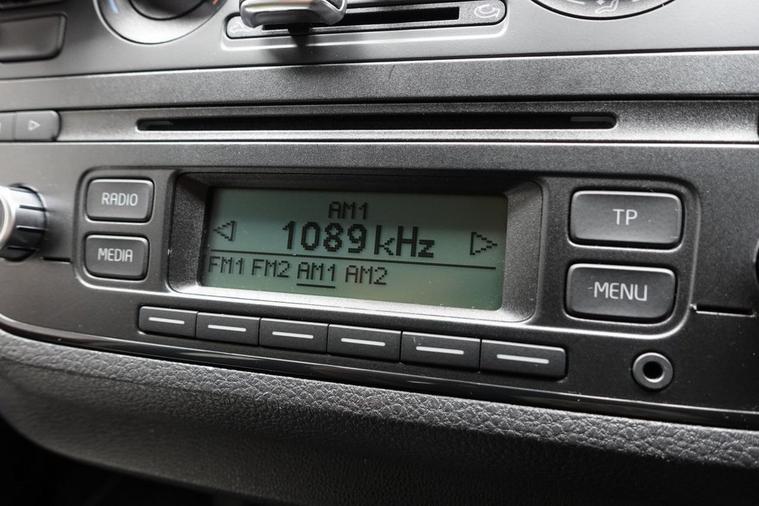 RADIO
MEDIA
AM1
1089 kHz
FM1 FM2 AM1 AM2
TP
MENU